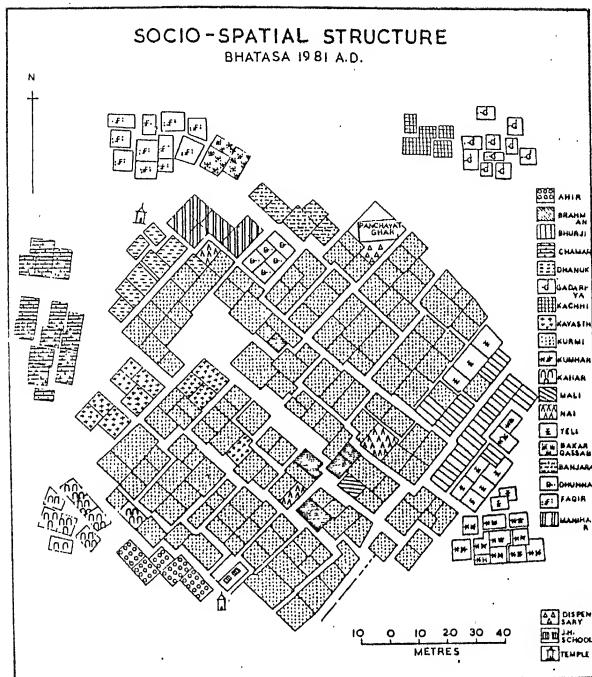 SOCIO-SPATIAL STRUCTURE
BHATASA 1981 A.D.
N
PANCHAYAT
GHAR
AHIR
BRAHM
AN
BHURJI
CHAMAR
DHANUK
GADARI
YA
KACHHI
KAYASTH
KURMI
KUMHAR
KAHAR
MALI
NAI
TELI
BAKAR
QASSAB
BANJARA
DHUNNA
FAQIR
MANIHA
R
DISPEN
SARY
J.H.
SCHOOL
TEMPLE
10 0 10 20 30 40
METRES